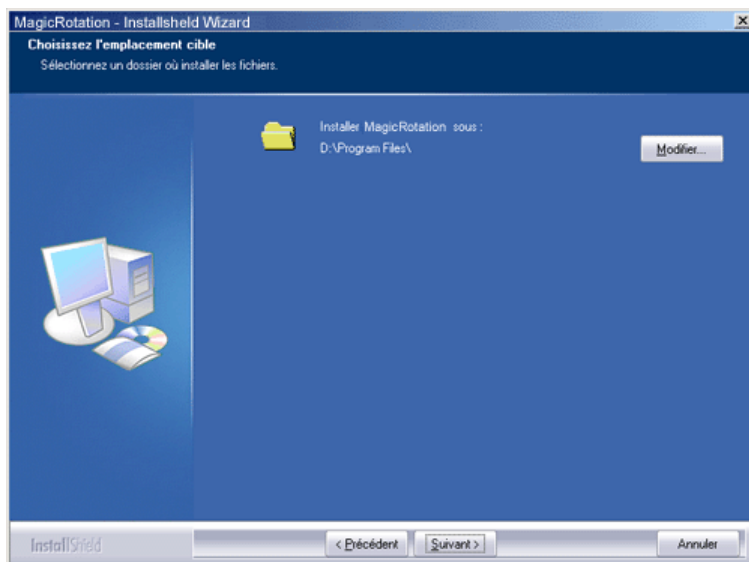 MagicRotation - Installshield Wizard
Choisissez l'emplacement cible
Sélectionnez un dossier où installer les fichiers.
Installer MagicRotation sous :
D:\Program Files\
Modifier...
InstallShield
< Précédent
Suivant >
Annuler